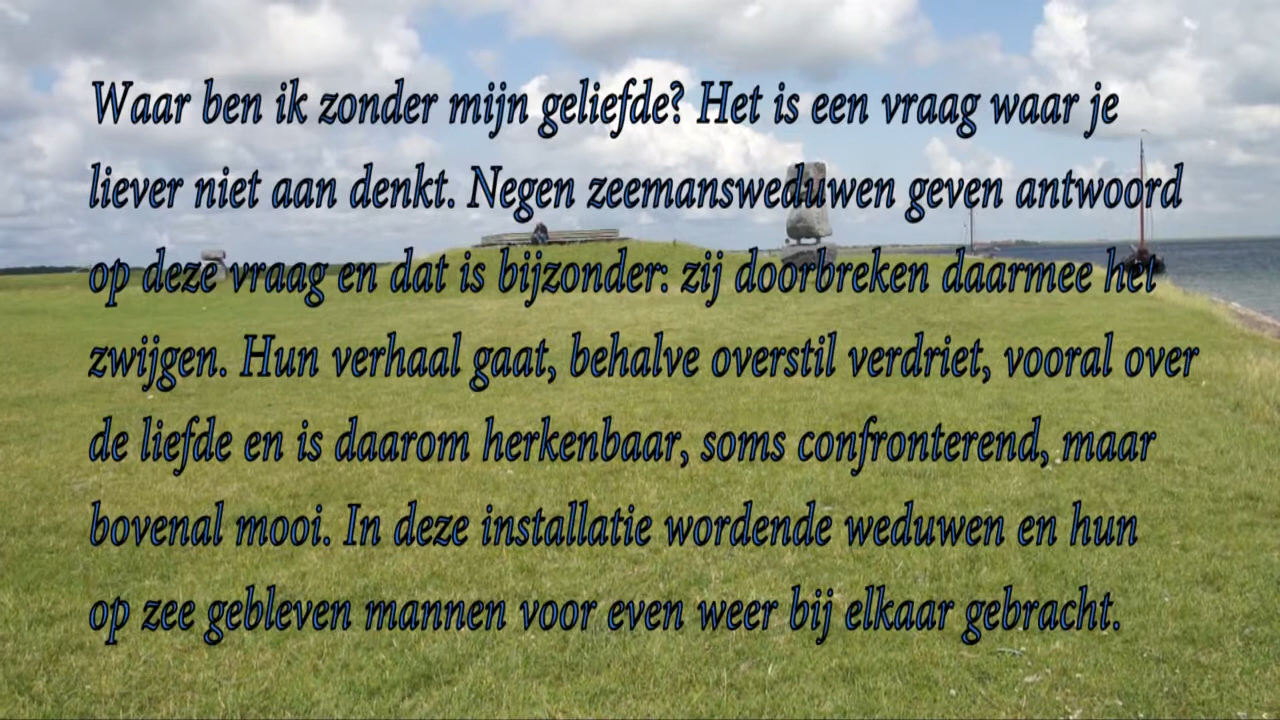 Waar ben ik zonder mijn geliefde? Het is een vraag waar je
liever niet aan denkt. Negen zeemansweduwen geven antwoord
op deze vraag en dat is bijzonder: zij doorbreken daarmee het
zwijgen. Hun verhaal gaat, behalve overstil verdriet, vooral over
de liefde en is daarom herkenbaar, soms confronterend, maar
bovenal mooi. In deze installatie wordende weduwen en hun
op zee gebleven mannen voor even weer bij elkaar gebracht.